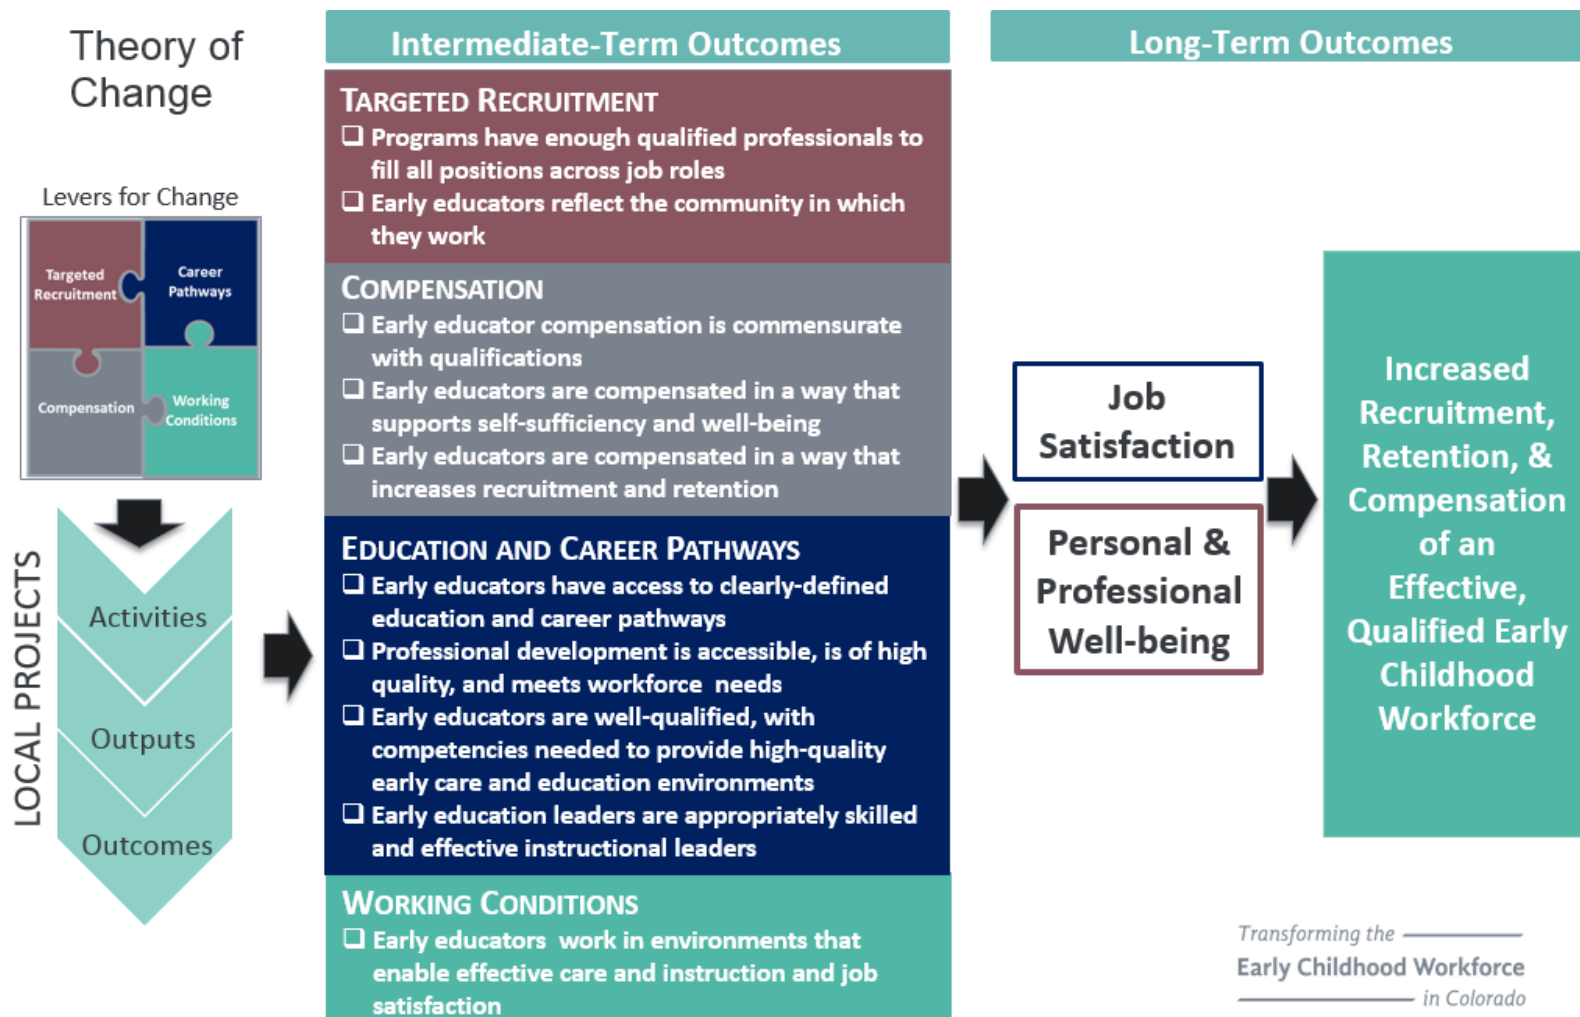 Theory of
Change
Levers for Change
Targeted
Recruitment
Career
Pathways
Compensation
Working
Conditions
LOCAL PROJECTS
Activities
Outputs
Outcomes
Intermediate-Term Outcomes
TARGETED RECRUITMENT
❑ Programs have enough qualified professionals to
fill all positions across job roles
❑ Early educators reflect the community in which
they work
COMPENSATION
❑ Early educator compensation is commensurate
with qualifications
❑ Early educators are compensated in a way that
supports self-sufficiency and well-being
❑ Early educators are compensated in a way that
increases recruitment and retention
EDUCATION AND CAREER PATHWAYS
❑ Early educators have access to clearly-defined
education and career pathways
❑ Professional development is accessible, is of high
quality, and meets workforce needs
❑ Early educators are well-qualified, with
competencies needed to provide high-quality
early care and education environments
❑ Early education leaders are appropriately skilled
and effective instructional leaders
WORKING CONDITIONS
❑ Early educators work in environments that
enable effective care and instruction and job
satisfaction
Long-Term Outcomes
Job
Satisfaction
Personal &
Professional
Well-being
Increased
Recruitment,
Retention, &
Compensation
of an
Effective,
Qualified Early
Childhood
Workforce
Transforming the
Early Childhood Workforce
in Colorado